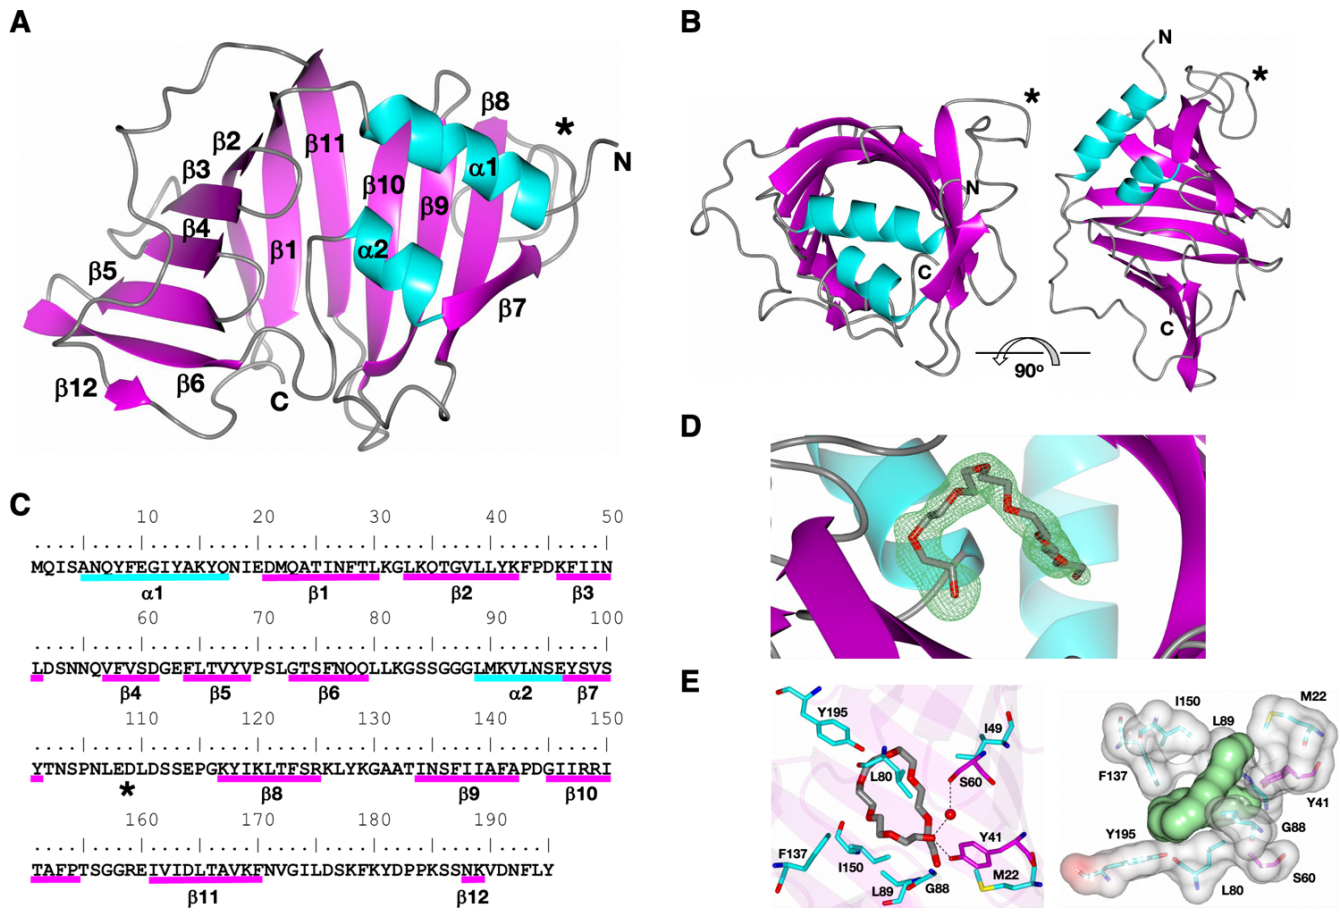 A
β8
*
N
β2
β11
α1
β3
β10
β9
β4
α2
β1
β5
β7
β6
β12
C
B
N
*
*
N
C
C
90°
C
10 20 30 40 50
....:....|....:....|....:....|....:....|....:....|
MQISANQYFEGIYAKYQNIEDMQATINFTLKGLKQTGVLLYKFPDKFIIN
α1 β1 β2 β3
60 70 80 90 100
....:....|....:....|....:....|....:....|....:....|
LDSNNQVFVSDGEFLTVYVPSLGTSFNQQLLKGSSGGGLMKVLNSEYSVS
β4 β5 β6 α2 β7
110 120 130 140 150
....:....|....:....|....:....|....:....|....:....|
YTNSPNLEDLDSSEPGKYIKLTFSRKLYKGAATINSFIIAFAPDGIIRRI
* β8 β9 β10
160 170 180 190
....:....|....:....|....:....|....:....|....:
TAFPTSGGREIVIDLTAVKFNVGILDSKFKYDPPKSSNKVDNFLY
β11 β12
D
E
Y195
I49
L80
S60
Y41
F137
I150
L89
G88
M22
I150
L89
M22
F137
Y41
G88
Y195
L80
S60